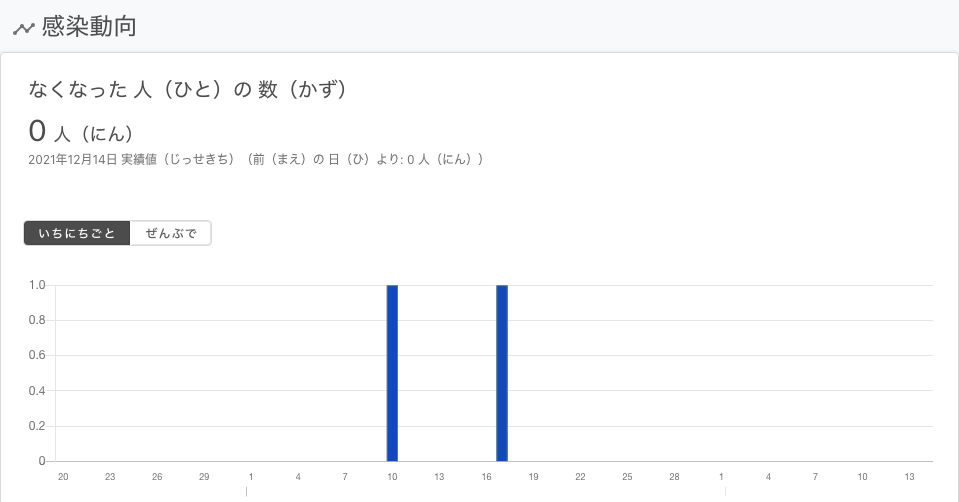 感染動向
なくなった 人（ひと）の 数（かず）
0 人（にん）
2021年12月14日 実績値（じっせきち）（前（まえ）の 日（ひ）より: 0 人（にん））
いちにちごと ぜんぶで
1.0
0.8
0.6
0.4
0.2
0
20 23 26 29 1 4 7 10 13 16 19 22 25 28 1 4 7 10 13